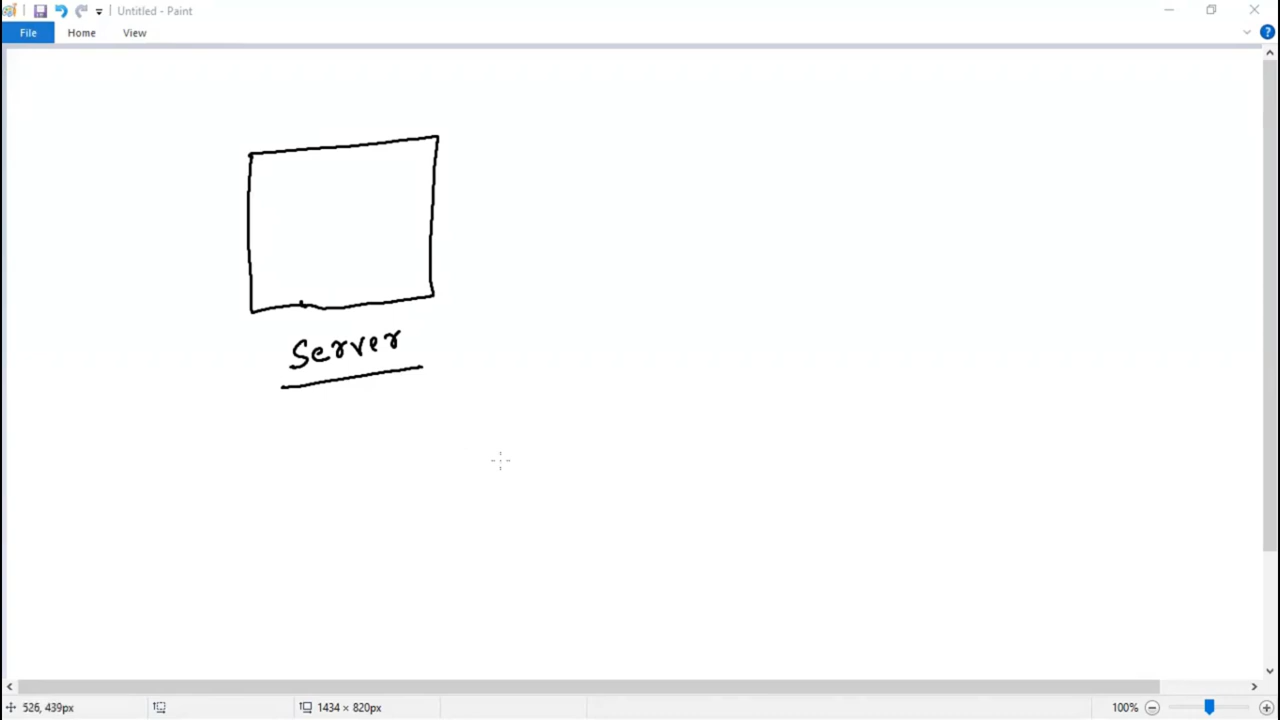 Untitled - Paint
File Home View
Server
526, 439px 1434 × 820px 100%